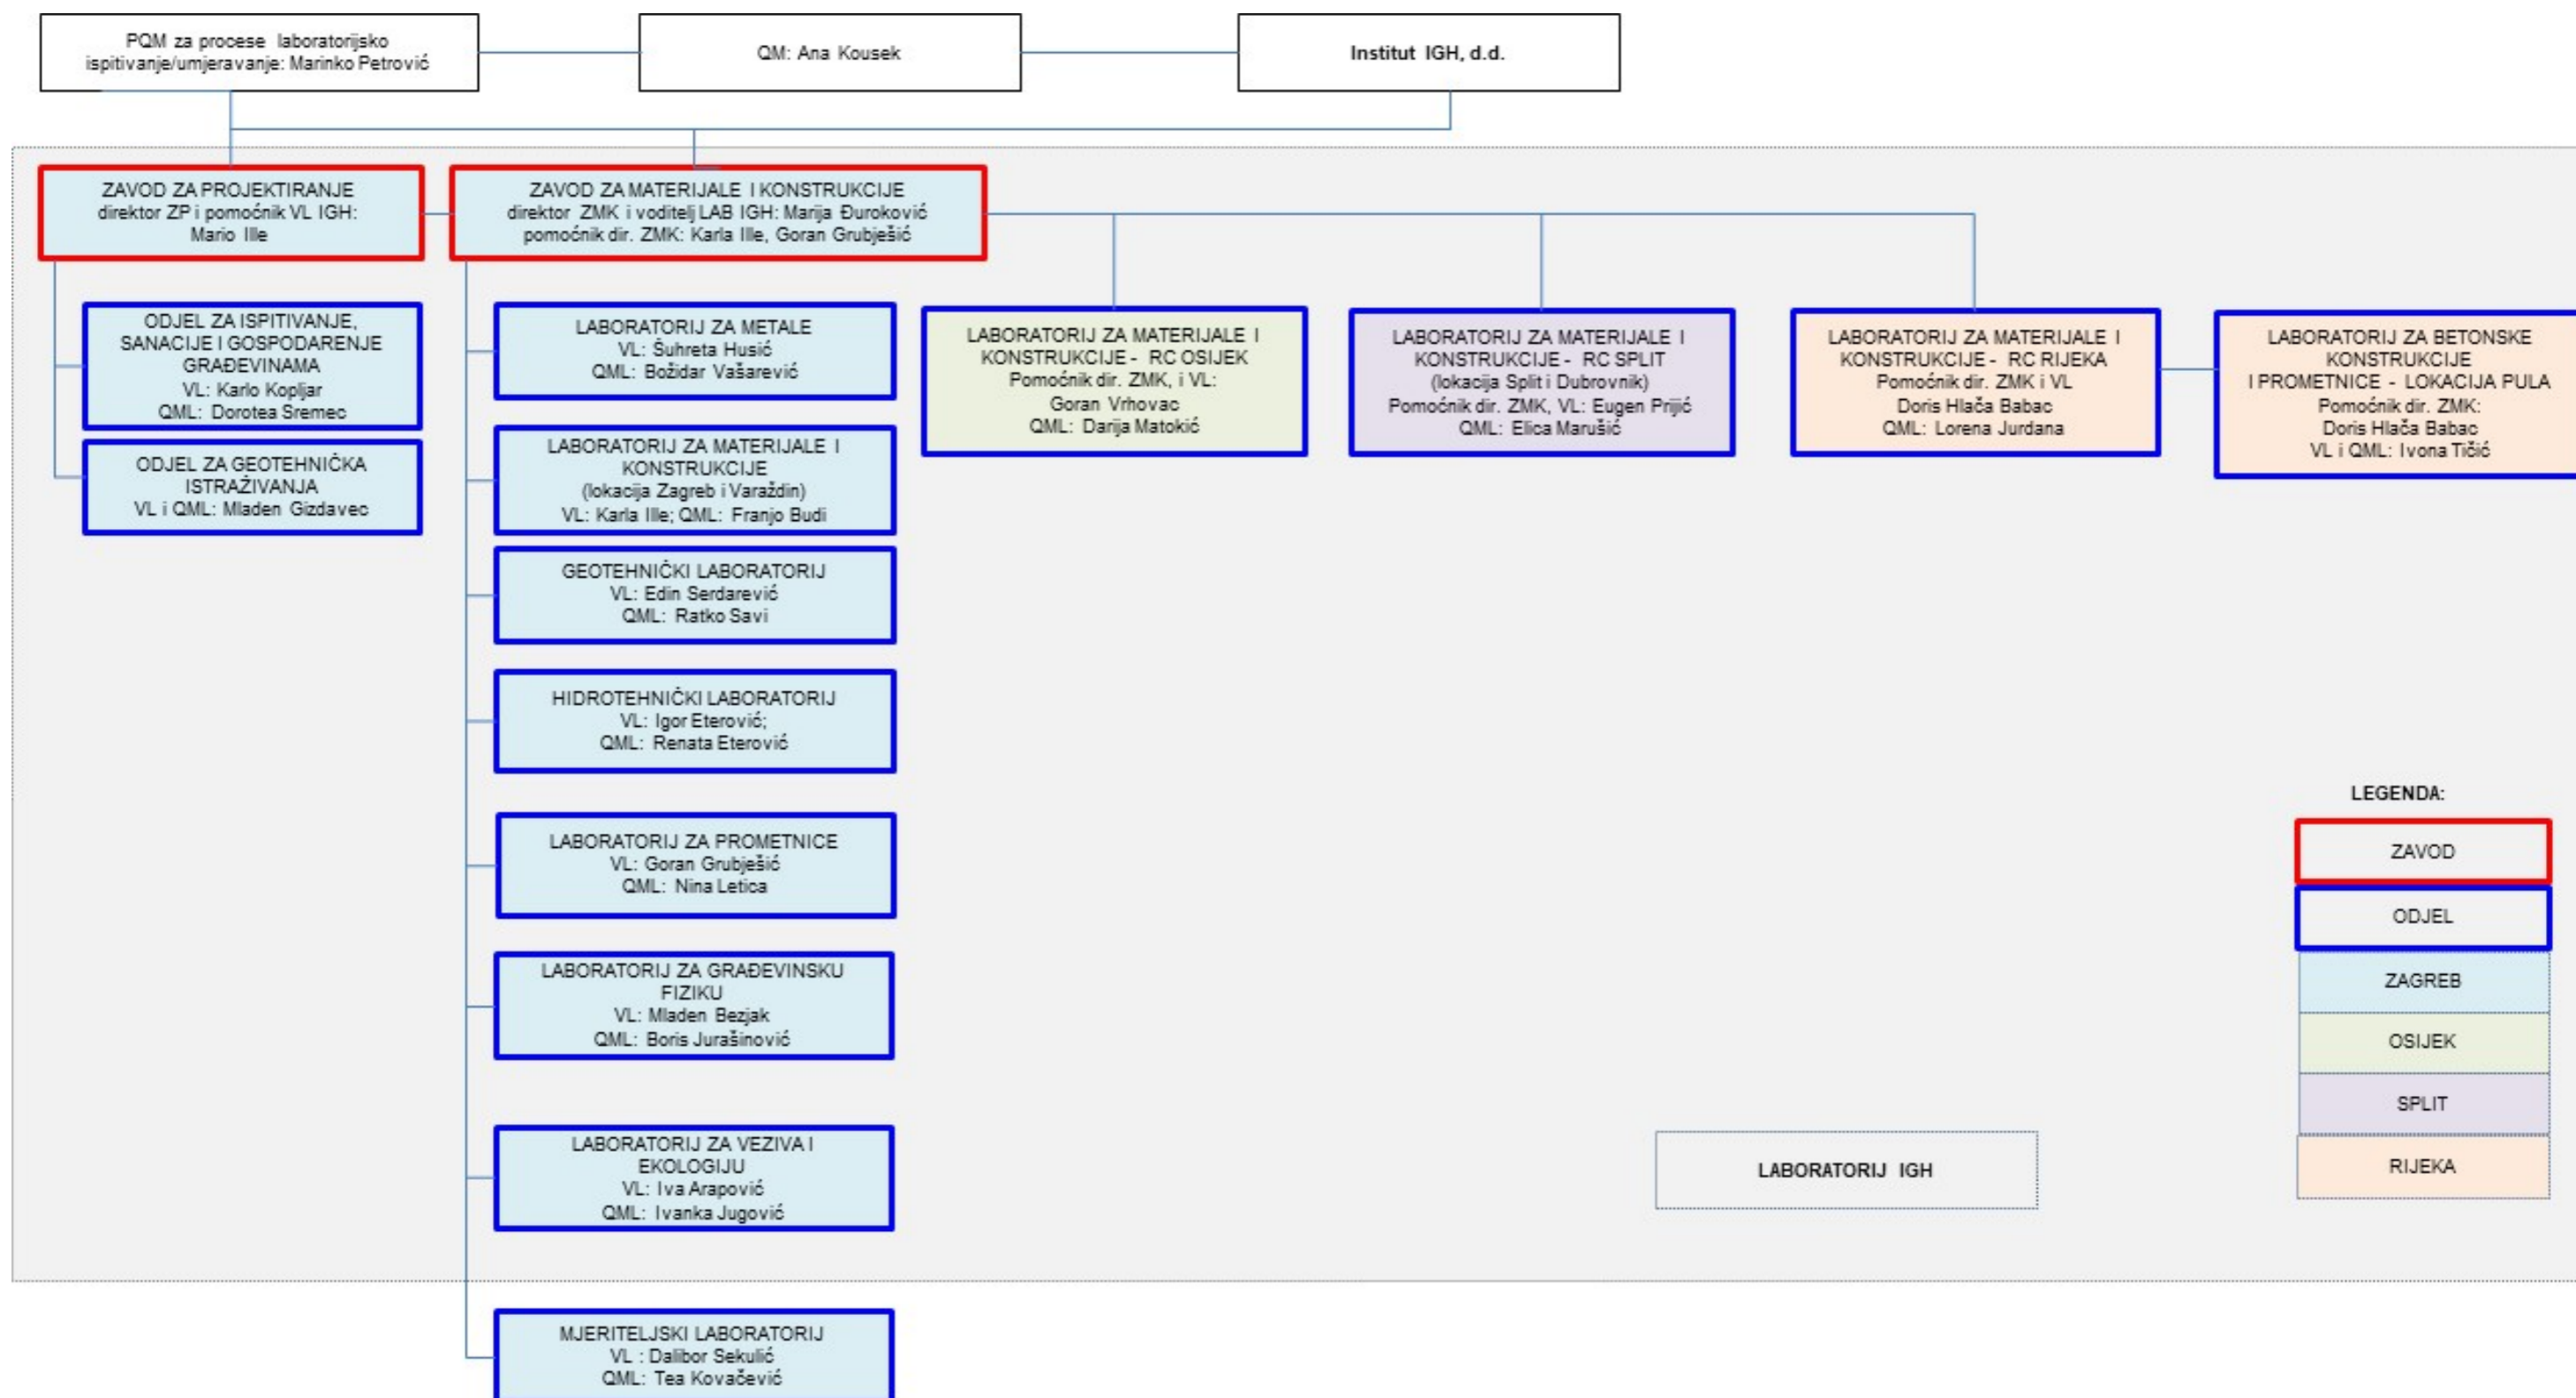 PQM za procese laboratorijsko
ispitivanje/umjeravanje: Marinko Petrović
QM: Ana Kousek
Institut IGH, d.d.
ZAVOD ZA PROJEKTIRANJE
direktor ZP i pomoćnik VL IGH:
Mario Ille
ZAVOD ZA MATERIJALE I KONSTRUKCIJE
direktor ZMK i voditelj LAB IGH: Marija Đuroković
pomoćnik dir. ZMK: Karla Ille, Goran Grubješić
ODJEL ZA ISPITIVANJE,
SANACIJE I GOSPODARENJE
GRAĐEVINAMA
VL: Karlo Kopljar
QML: Dorotea Sremec
ODJEL ZA GEOTEHNIČKA
ISTRAŽIVANJA
VL i QML: Mladen Gizdavec
LABORATORIJ ZA METALE
VL: Šuhreta Husić
QML: Božidar Vašarević
LABORATORIJ ZA MATERIJALE I
KONSTRUKCIJE
(lokacija Zagreb i Varaždin)
VL: Karla Ille; QML: Franjo Budi
GEOTEHNIČKI LABORATORIJ
VL: Edin Serdarević
QML: Ratko Savi
HIDROTEHNIČKI LABORATORIJ
VL: Igor Eterović;
QML: Renata Eterović
LABORATORIJ ZA PROMETNICE
VL: Goran Grubješić
QML: Nina Letica
LABORATORIJ ZA GRAĐEVINSKU
FIZIKU
VL: Mladen Bezjak
QML: Boris Jurašinović
LABORATORIJ ZA VEZIVA I
EKOLOGIJU
VL: Iva Arapović
QML: Ivanka Jugović
MJERITELJSKI LABORATORIJ
VL : Dalibor Sekulić
QML: Tea Kovačević
LABORATORIJ ZA MATERIJALE I
KONSTRUKCIJE - RC OSIJEK
Pomoćnik dir. ZMK, i VL:
Goran Vrhovac
QML: Darija Matokić
LABORATORIJ ZA MATERIJALE I
KONSTRUKCIJE - RC SPLIT
(lokacija Split i Dubrovnik)
Pomoćnik dir. ZMK, VL: Eugen Prijić
QML: Elica Marušić
LABORATORIJ ZA MATERIJALE I
KONSTRUKCIJE - RC RIJEKA
Pomoćnik dir. ZMK i VL
Doris Hlača Babac
QML: Lorena Jurdana
LABORATORIJ ZA BETONSKE
KONSTRUKCIJE
I PROMETNICE - LOKACIJA PULA
Pomoćnik dir. ZMK:
Doris Hlača Babac
VL i QML: Ivona Tičić
LABORATORIJ IGH
LEGENDA:
ZAVOD
ODJEL
ZAGREB
OSIJEK
SPLIT
RIJEKA